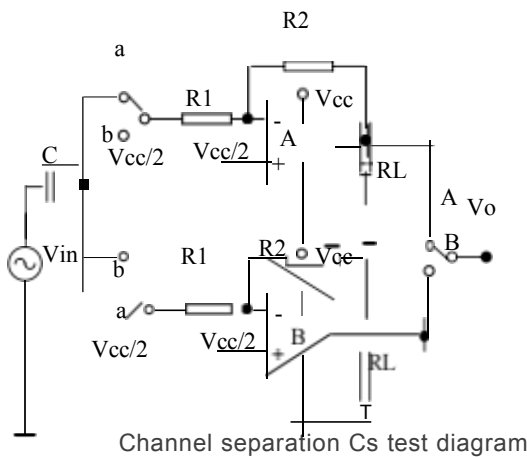 R2
a
R1
Vcc
b
Vcc/2
Vcc/2
-
A
+
C
RL
A
Vo
Vin
b
R1
R2
Vcc
B
a
Vcc/2
Vcc/2
-
B
+
RL
T
Channel separation Cs test diagram